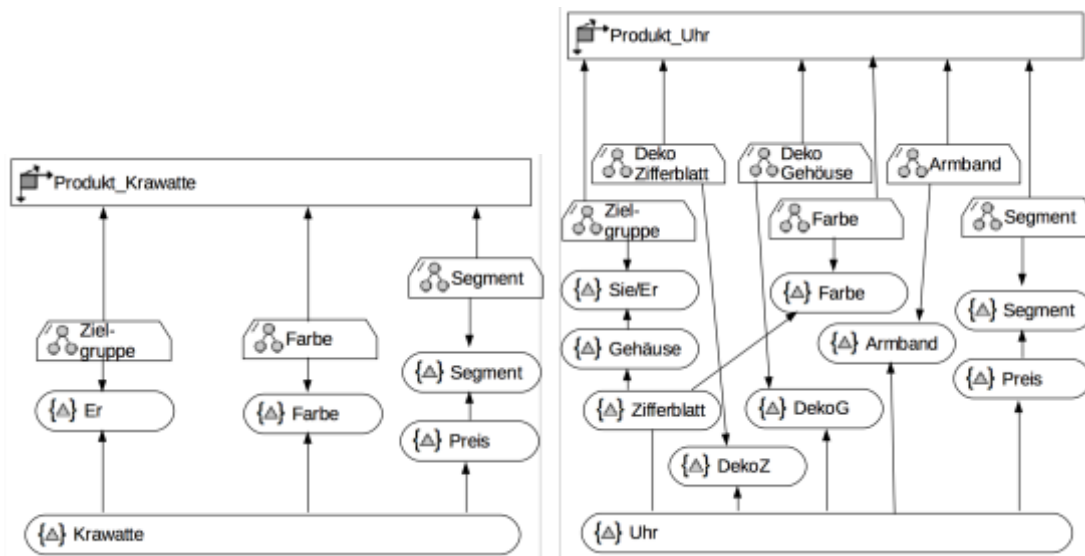 Produkt_Krawatte
Segment
Ziel-
gruppe
Farbe
Segment
Er
Farbe
Preis
Krawatte
Produkt_Uhr
Deko
Zifferblatt
Deko
Gehöuse
Armband
Ziel-
gruppe
Farbe
Segment
Sie/Er
Farbe
Segment
Gehäuse
Armband
Preis
Zifferblatt
DekoG
DekoZ
Uhr